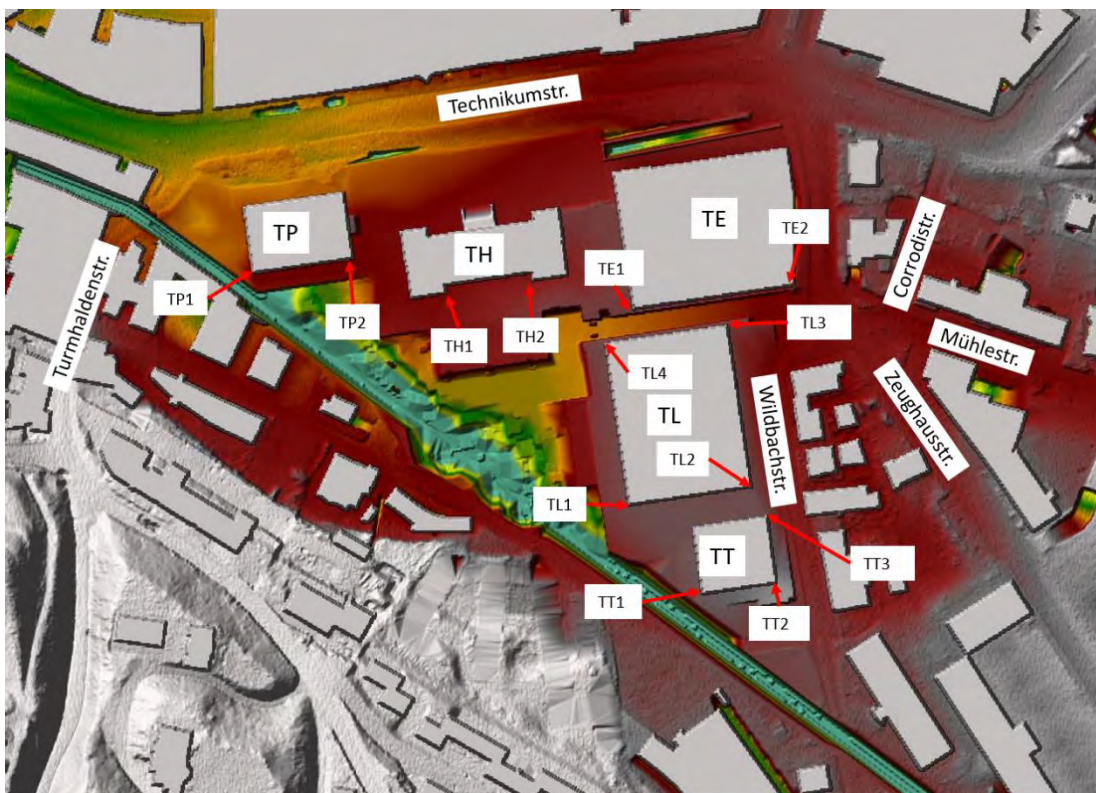 Technikumstr.
TP
TH
TE
TE2
TE1
Corrodistr.
TP1
TP2
TH1
TH2
TL3
Turmhaldenstr.
TL4
Mühlestr.
TL
Wildbachstr.
Zeughausstr.
TL2
TL1
TT
TT3
TT1
TT2